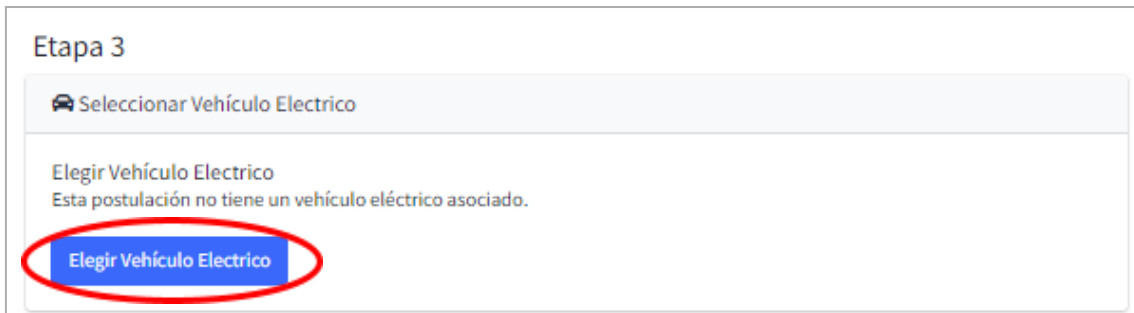 Etapa 3
Seleccionar Vehículo Electrico
Elegir Vehículo Electrico
Esta postulación no tiene un vehículo eléctrico asociado.
Elegir Vehículo Electrico